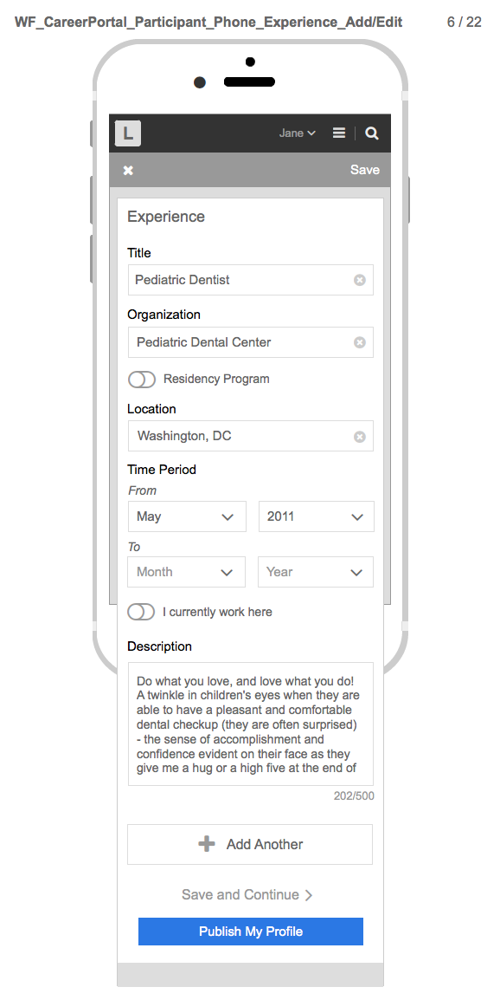 WF_CareerPortal_Participant_Phone_Experience_Add/Edit 6 / 22
L Jane
Save
Experience
Title
Pediatric Dentist
Organization
Pediatric Dental Center
Residency Program
Location
Washington, DC
Time Period
From
May 2011
To
Month Year
I currently work here
Description
Do what you love, and love what you do!
A twinkle in children's eyes when they are
able to have a pleasant and comfortable
dental checkup (they are often surprised)
- the sense of accomplishment and
confidence evident on their face as they
give me a hug or a high five at the end of
202/500
Add Another
Save and Continue
Publish My Profile